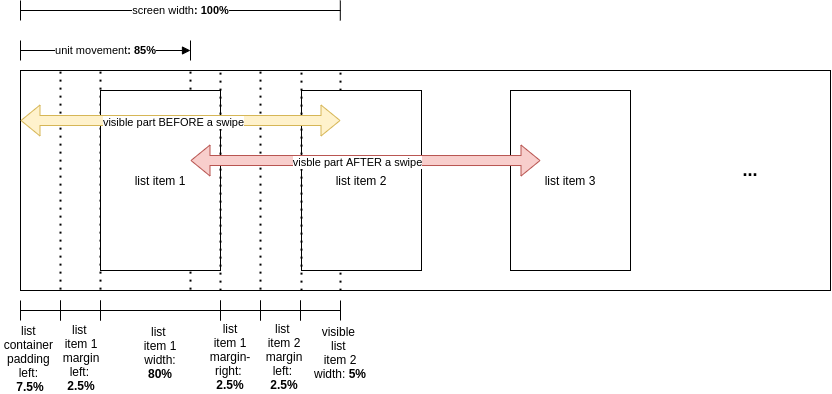 screen width: 100%
unit movement: 85%
visible part BEFORE a swipe
visble part AFTER a swipe
list item 1
list item 2
list item 3
...
list
container
padding
left:
7.5%
list
item 1
margin
left:
2.5%
list
item 1
width:
80%
list
item 1
margin-
right:
2.5%
list
item 2
margin
left:
2.5%
visible
list
item 2
width: 5%